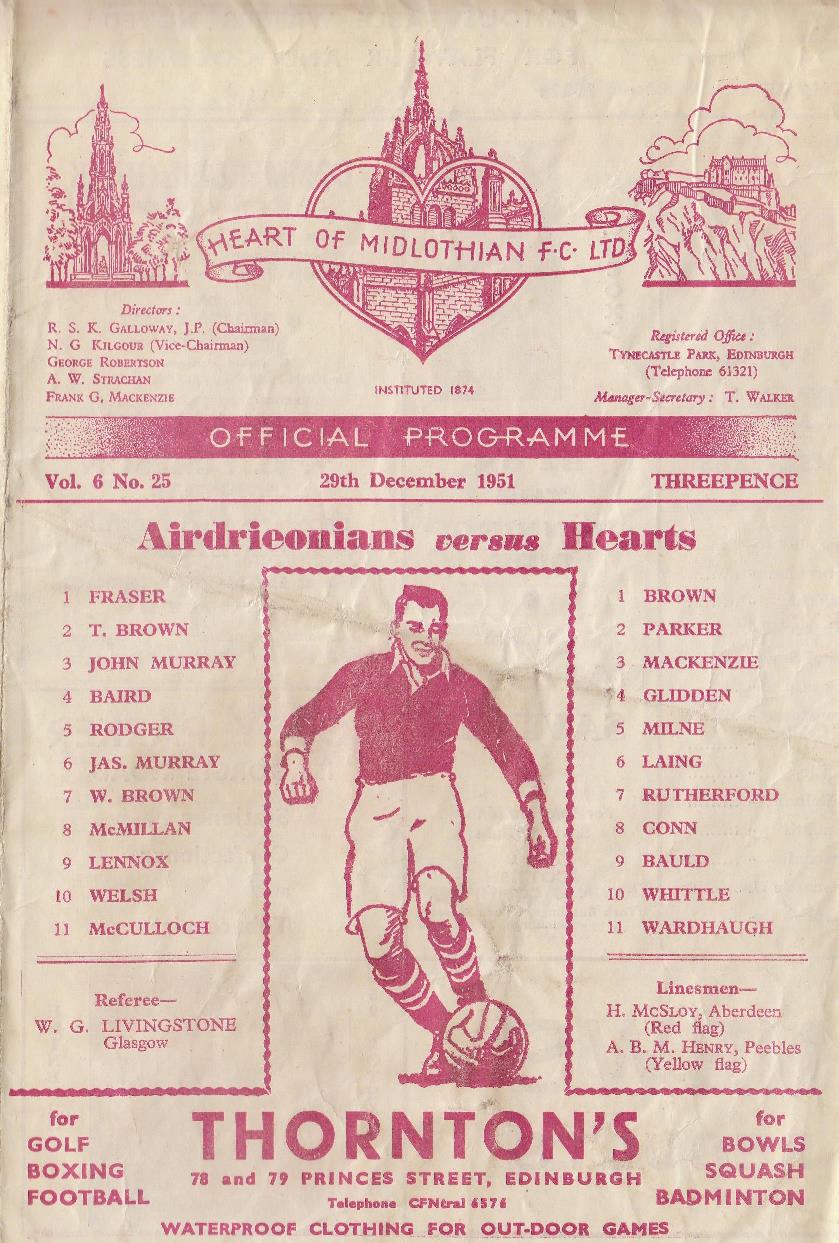 HEART OF MIDLOTHIAN F.C. LTD
Directors:
R. S. K. GALLOWAY, J.P. (Chairman)
N. G KILGOUR (Vice-Chairman)
GEORGE ROBERTSON
A. W. STRACHAN
FRANK G, MACKENZIE
INSTITUTED 1874
Registered Office:
TYNECASTLE PARK, EDINBURGH
(Telephone 61321)
Manager-Secretary: T. WALKER
OFFICIAL PROGRAMME
Vol. 6 No. 25 29th December 1951 THREEPENCE
Airdrieonians versus Hearts
1 FRASER
2 T. BROWN
3 JOHN MURRAY
4 BAIRD
5 RODGER
6 JAS. MURRAY
7 W. BROWN
8 McMILLAN
9 LENNOX
10 WELSH
11 McCULLOCH
Referee—
W. G. LIVINGSTONE
Glasgow
1 BROWN
2 PARKER
3 MACKENZIE
4 GLIDDEN
5 MILNE
6 LAING
7 RUTHERFORD
8 CONN
9 BAULD
10 WHITTLE
11 WARDHAUGH
Linesmen—
H. MCSLOY, Aberdeen
(Red flag)
A. B. M. HENRY, Peebles
(Yellow flag)
for
GOLF
BOXING
FOOTBALL
THORNTON'S
78 and 79 PRINCES STREET, EDINBURGH
Telephone CENtral 6576
for
BOWLS
SQUASH
BADMINTON
WATERPROOF CLOTHING FOR OUT-DOOR GAMES